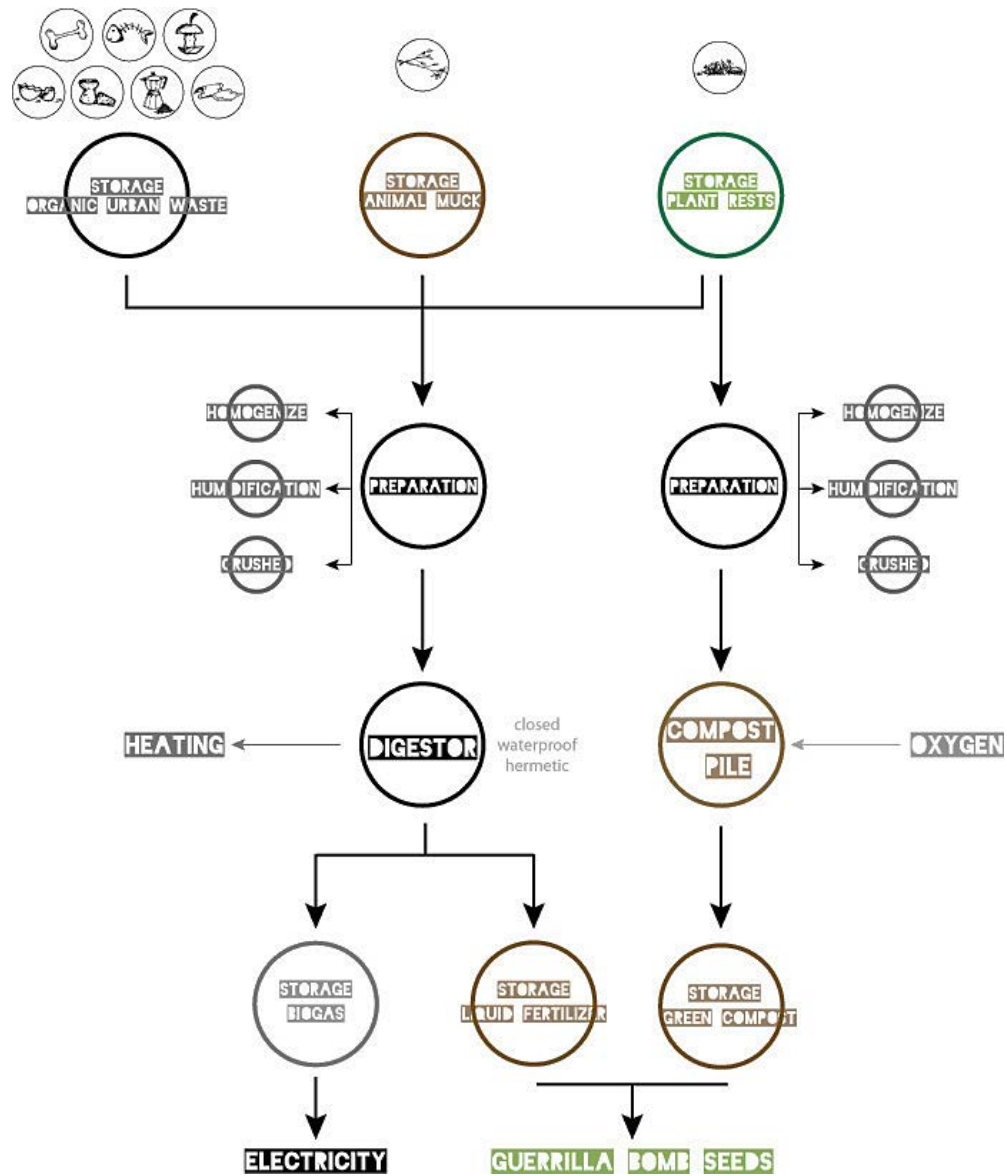 STORAGE
ORGANIC URBAN WASTE
STORAGE
ANIMAL MUCK
STORAGE
PLANT RESTS
HOMOGENIZE
HUMIDIFICATION
CRUSHED
PREPARATION
PREPARATION
HOMOGENIZE
HUMIDIFICATION
CRUSHED
HEATING
DIGESTOR
closed
waterproof
hermetic
COMPOST
PILE
OXYGEN
STORAGE
BIOGAS
STORAGE
LIQUID FERTILIZER
STORAGE
GREEN COMPOST
ELECTRICITY
GUERRILLA BOMB SEEDS